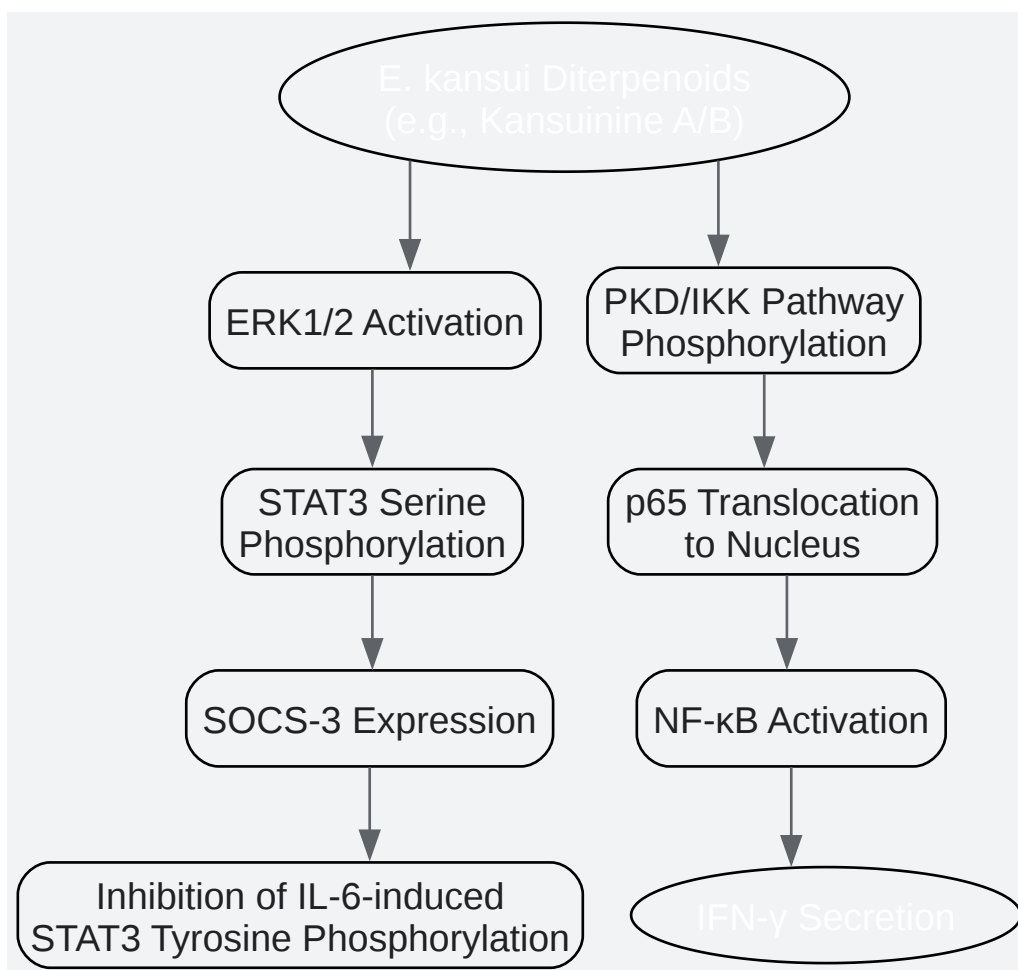 E. kansui Diterpenoids
(e.g., Kansuinine A/B)
ERK1/2 Activation
PKD/IKK Pathway
Phosphorylation
STAT3 Serine
Phosphorylation
p65 Translocation
to Nucleus
SOCS-3 Expression
NF-κB Activation
Inhibition of IL-6-induced
STAT3 Tyrosine Phosphorylation
IFN-γ Secretion